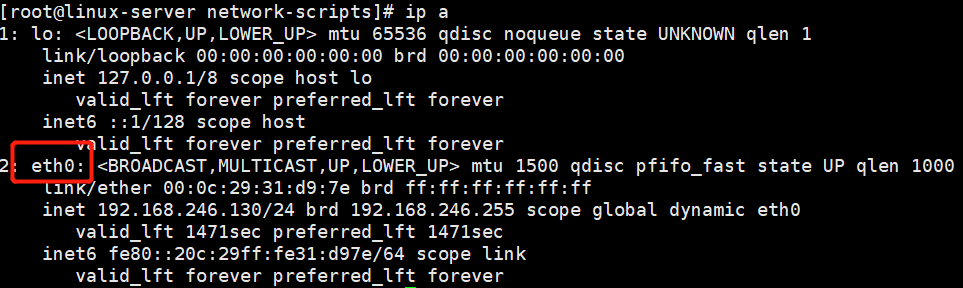 [root@linux-server network-scripts]# ip a
1: lo: <LOOPBACK,UP,LOWER_UP> mtu 65536 qdisc noqueue state UNKNOWN qlen 1
    link/loopback 00:00:00:00:00:00 brd 00:00:00:00:00:00
    inet 127.0.0.1/8 scope host lo
       valid_lft forever preferred_lft forever
    inet6 ::1/128 scope host
       valid_lft forever preferred_lft forever
2: eth0: <BROADCAST,MULTICAST,UP,LOWER_UP> mtu 1500 qdisc pfifo_fast state UP qlen 1000
    link/ether 00:0c:29:31:d9:7e brd ff:ff:ff:ff:ff:ff
    inet 192.168.246.130/24 brd 192.168.246.255 scope global dynamic eth0
       valid_lft 1471sec preferred_lft 1471sec
    inet6 fe80::20c:29ff:fe31:d97e/64 scope link
       valid_lft forever preferred_lft forever